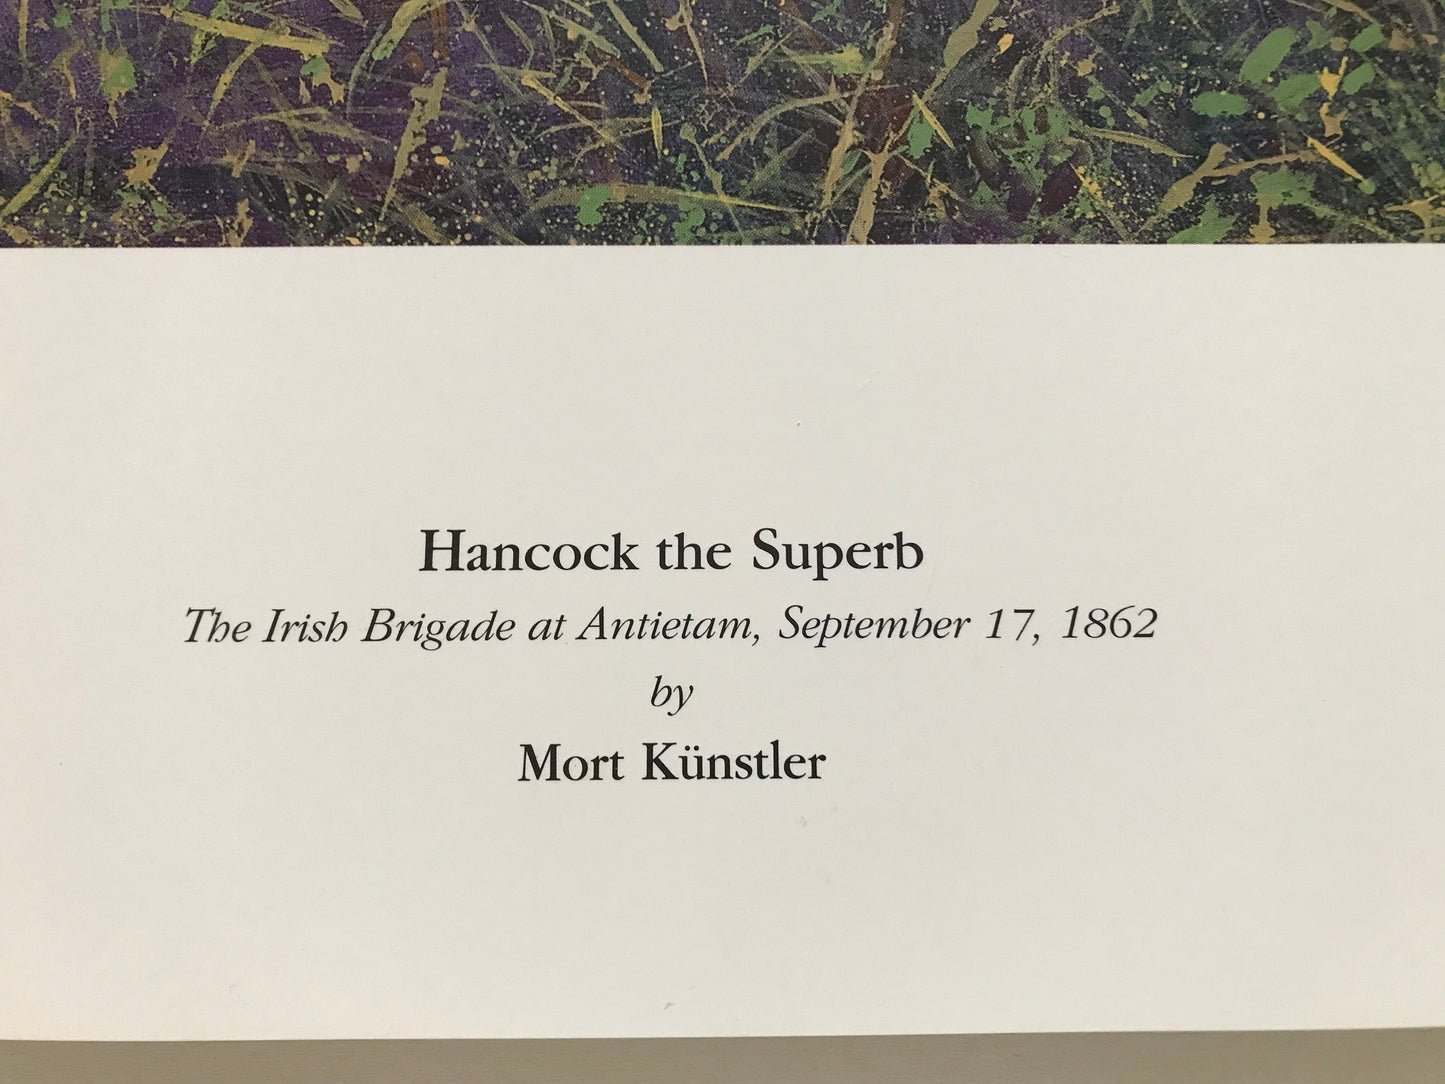 Hancock the Superb
The Irish Brigade at Antietam, September 17, 1862
by
Mort Künstler